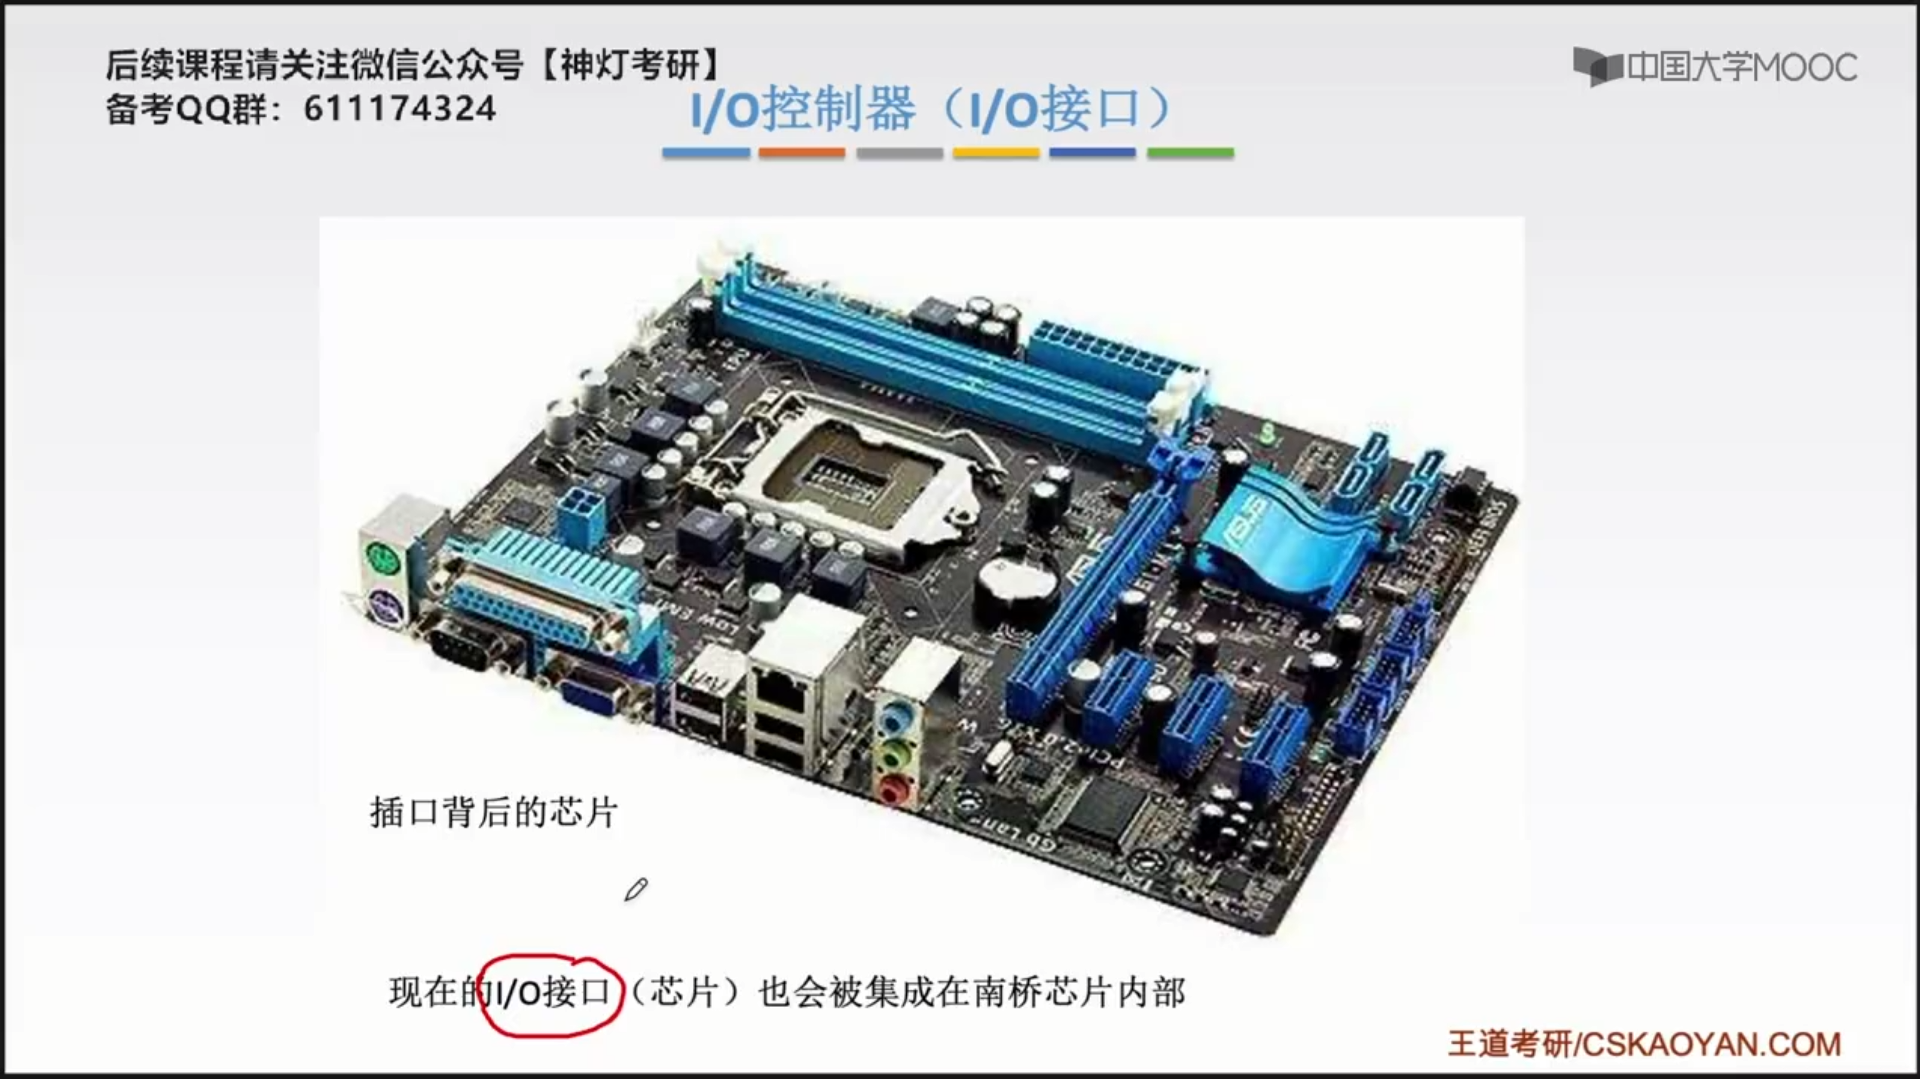 后续课程请关注微信公众号【神灯考研】
备考QQ群：611174324
中国大学MOOC
I/O控制器（I/O接口）
插口背后的芯片
现在的I/O接口（芯片）也会被集成在南桥芯片内部
王道考研/CSKAOYAN.COM
ASUS
Gb Lan